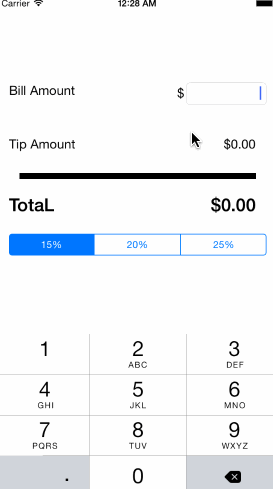 Carrier 12:28 AM
Bill Amount $
Tip Amount $0.00
TotaL $0.00
15% 20% 25%
1 2 3
ABC DEF
4 5 6
GHI JKL MNO
7 8 9
PQRS TUV WXYZ
. 0